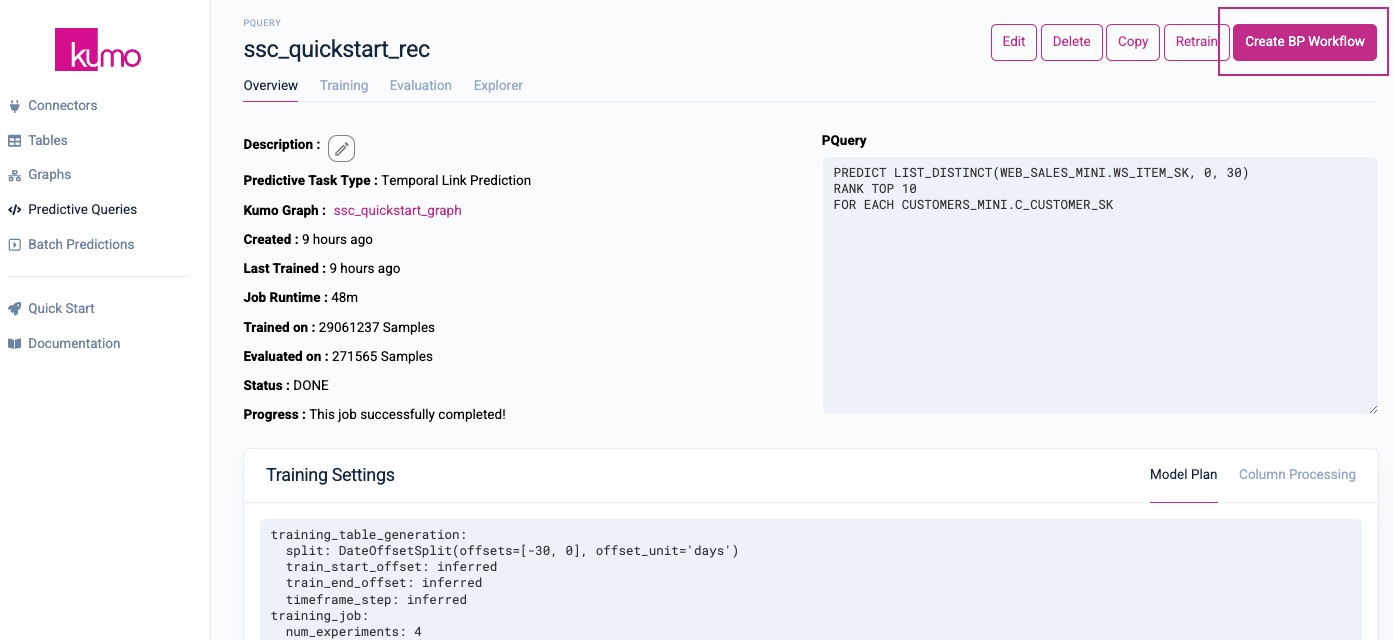 kumo
Connectors
Tables
Graphs
Predictive Queries
Batch Predictions
Quick Start
Documentation
PQUERY
ssc_quickstart_rec
Edit
Delete
Copy
Retrain
Create BP Workflow
Overview
Training
Evaluation
Explorer
Description :
Predictive Task Type : Temporal Link Prediction
Kumo Graph : ssc_quickstart_graph
Created : 9 hours ago
Last Trained : 9 hours ago
Job Runtime : 48m
Trained on : 29061237 Samples
Evaluated on : 271565 Samples
Status : DONE
Progress : This job successfully completed!
PQuery
PREDICT LIST_DISTINCT(WEB_SALES_MINI.WS_ITEM_SK, 0, 30)
RANK TOP 10
FOR EACH CUSTOMERS_MINI.C_CUSTOMER_SK
Training Settings
Model Plan
Column Processing
training_table_generation:
  split: DateOffsetSplit(offsets=[-30, 0], offset_unit='days')
  train_start_offset: inferred
  train_end_offset: inferred
  timeframe_step: inferred
training_job:
  num_experiments: 4